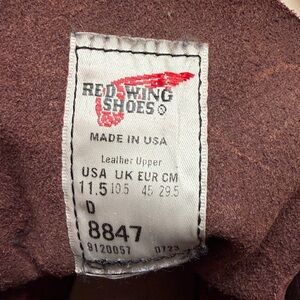 RED WING
SHOES®
MADE IN USA
Leather Upper
USA UK EUR CM
11.5 10.5 45 29.5
D
8847
9120057 0723